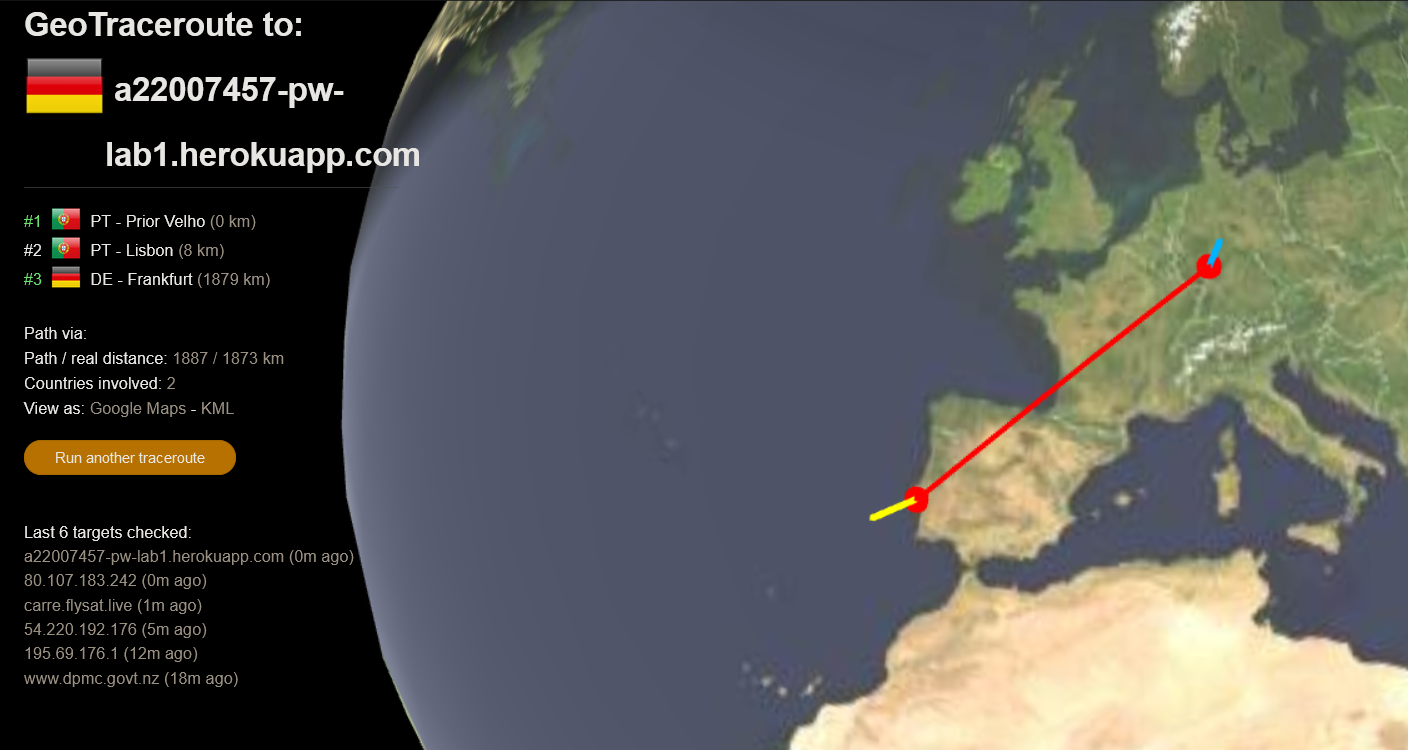 GeoTraceroute to:
a22007457-pw-
lab1.herokuapp.com
#1 PT - Prior Velho (0 km)
#2 PT - Lisbon (8 km)
#3 DE - Frankfurt (1879 km)
Path via:
Path / real distance: 1887 / 1873 km
Countries involved: 2
View as: Google Maps - KML
Run another traceroute
Last 6 targets checked:
a22007457-pw-lab1.herokuapp.com (0m ago)
80.107.183.242 (0m ago)
carre.flysat.live (1m ago)
54.220.192.176 (5m ago)
195.69.176.1 (12m ago)
www.dpmc.govt.nz (18m ago)